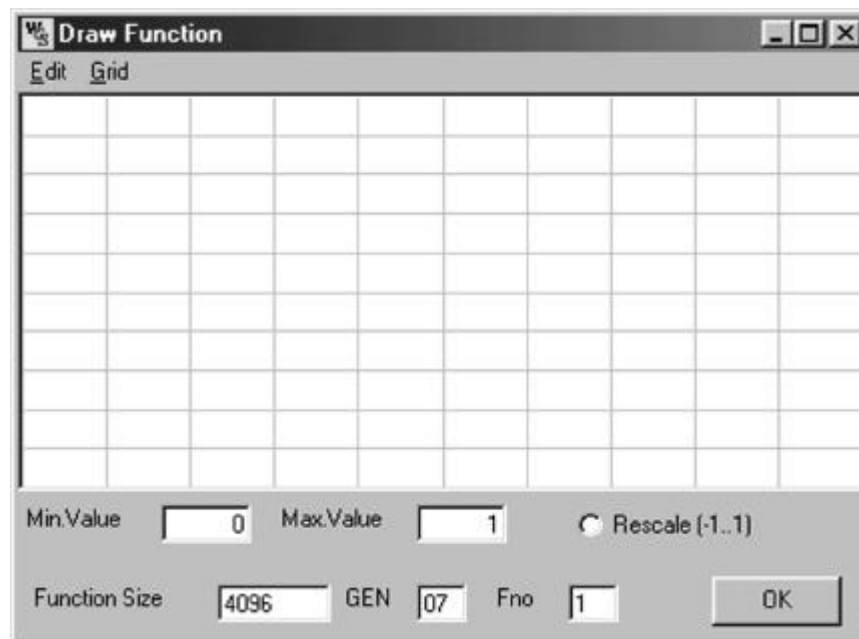 WCS Draw Function
Edit Grid
Min.Value 0 Max.Value 1 Rescale (-1..1)
Function Size 4096 GEN 07 Fno 1 OK